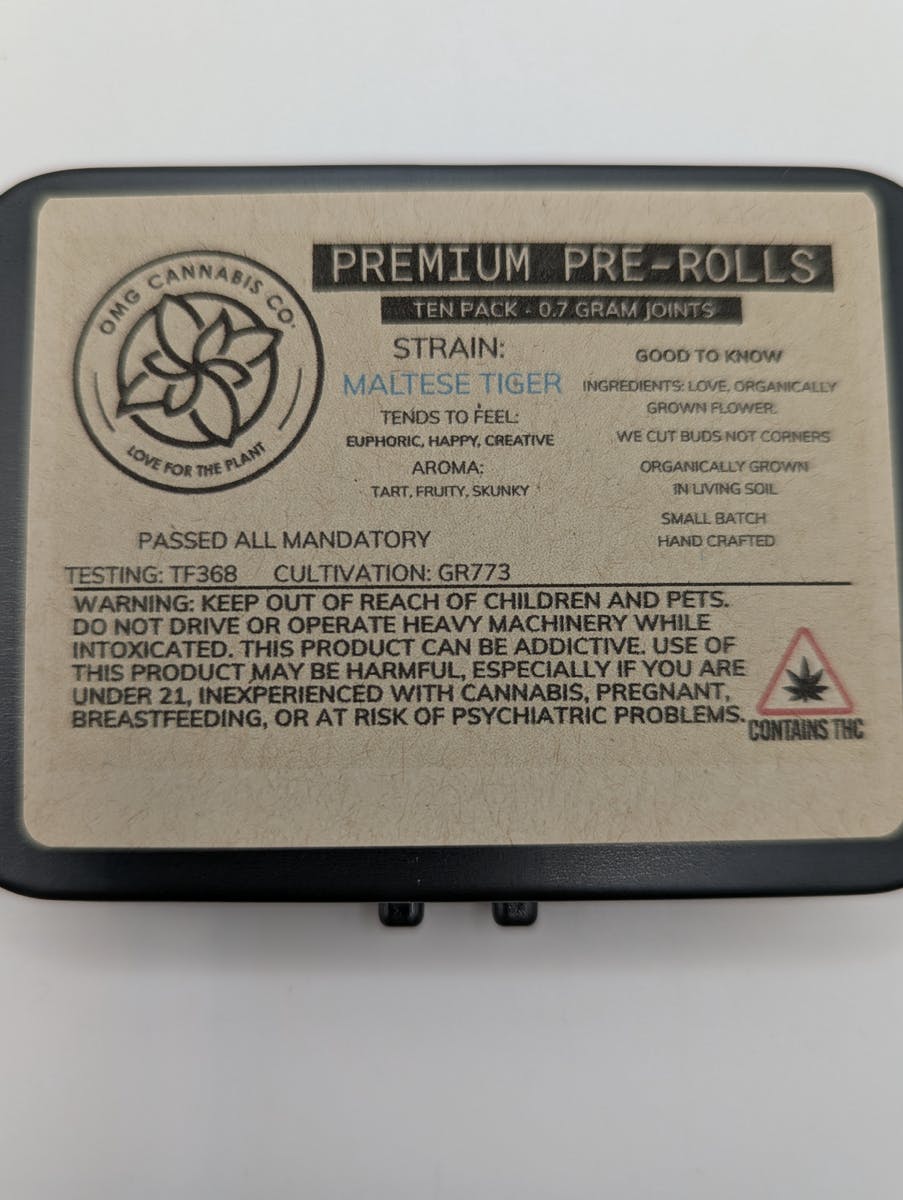 OMG CANNABIS CO.
LOVE FOR THE PLANT
PREMIUM PRE-ROLLS
TEN PACK - 0.7 GRAM JOINTS
STRAIN:
MALTESE TIGER
TENDS TO FEEL:
EUPHORIC, HAPPY, CREATIVE
AROMA:
TART, FRUITY, SKUNKY
GOOD TO KNOW
INGREDIENTS: LOVE, ORGANICALLY
GROWN FLOWER.
WE CUT BUDS NOT CORNERS
ORGANICALLY GROWN
IN LIVING SOIL
SMALL BATCH
HAND CRAFTED
PASSED ALL MANDATORY
TESTING: TF368 CULTIVATION: GR773
WARNING: KEEP OUT OF REACH OF CHILDREN AND PETS.
DO NOT DRIVE OR OPERATE HEAVY MACHINERY WHILE
INTOXICATED. THIS PRODUCT CAN BE ADDICTIVE. USE OF
THIS PRODUCT MAY BE HARMFUL, ESPECIALLY IF YOU ARE
UNDER 21, INEXPERIENCED WITH CANNABIS, PREGNANT,
BREASTFEEDING, OR AT RISK OF PSYCHIATRIC PROBLEMS.
CONTAINS THC